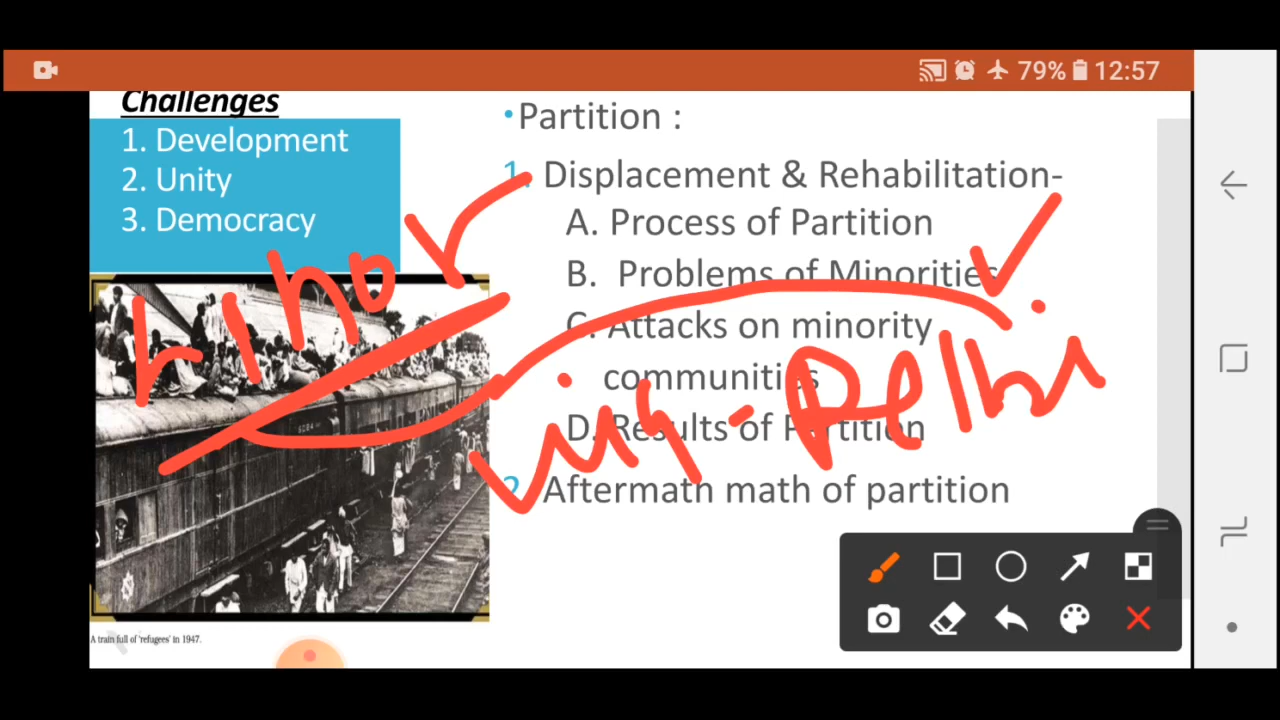 79% 12:57
Challenges
1. Development
2. Unity
3. Democracy
•Partition :
1. Displacement & Rehabilitation-
A. Process of Partition
B. Problems of Minorities
C. Attacks on minority
communities
D. Results of Partition
2. Aftermath math of partition
Delhi
A train full of 'refugees' in 1947.